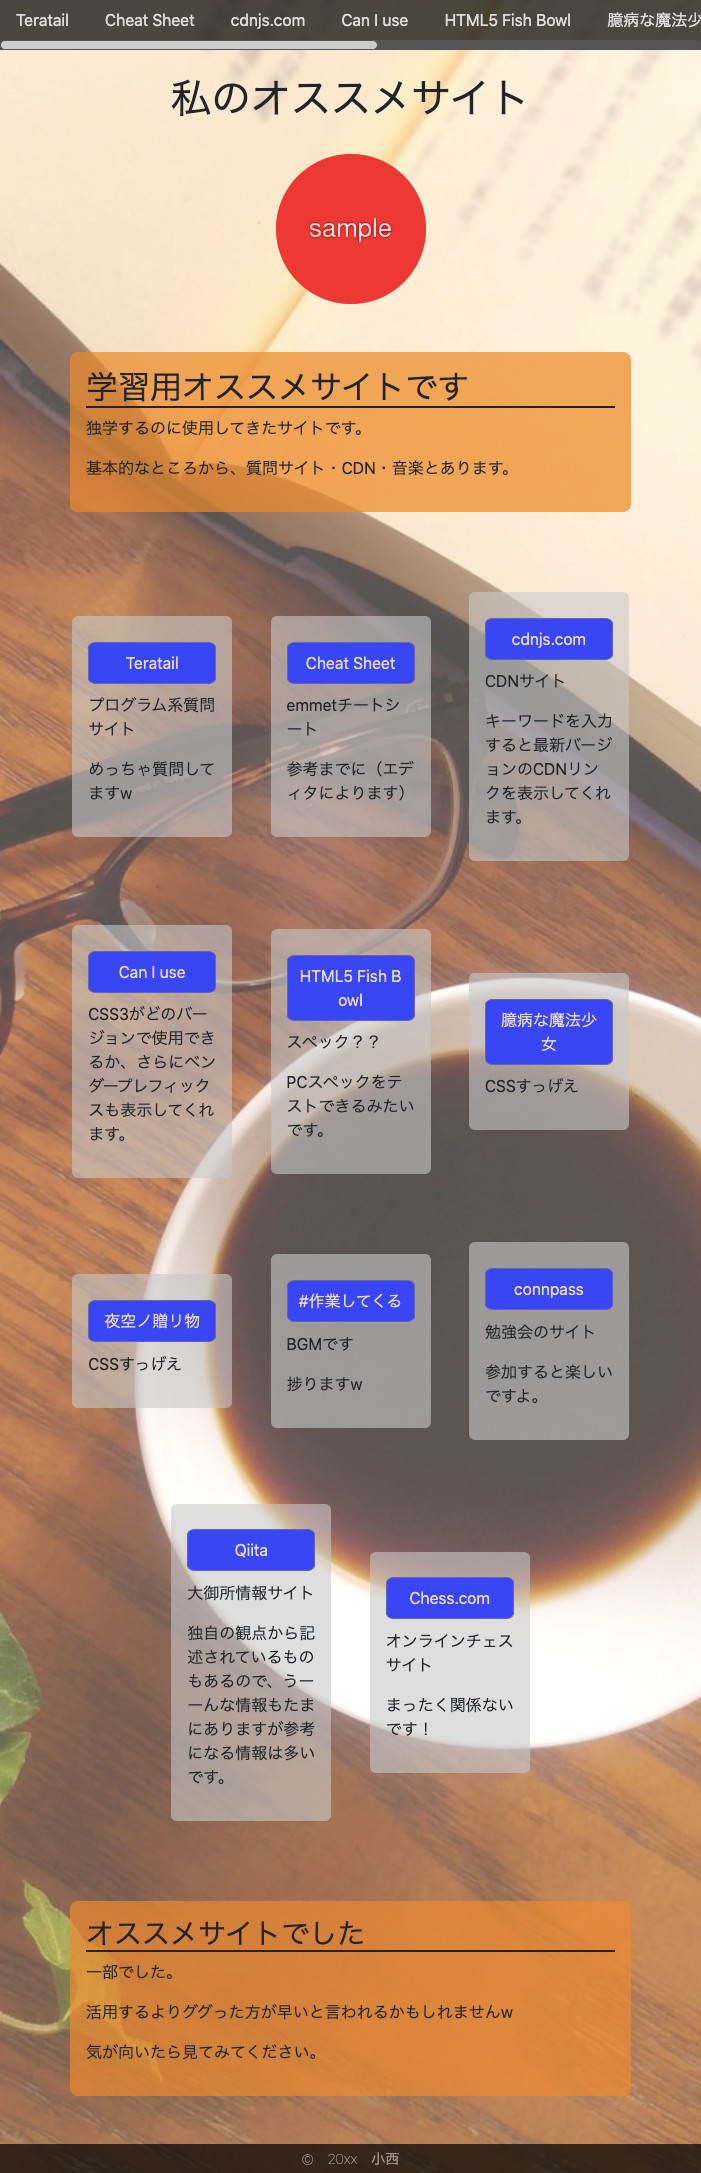 Teratail Cheat Sheet cdnjs.com Can I use HTML5 Fish Bowl 臆病な魔法少
私のオススメサイト
sample
学習用オススメサイトです
独学するのに使用してきたサイトです。
基本的なところから、質問サイト・CDN・音楽とあります。
Teratail
プログラム系質問
サイト
めっちゃ質問して
ますw
Cheat Sheet
emmetチートシ
ート
参考までに（エデ
ィタによります）
cdnjs.com
CDNサイト
キーワードを入力
すると最新バージ
ョンのCDNリン
クを表示してくれ
ます。
Can I use
CSS3がどのバー
ジョンで使用でき
るか、さらにベン
ダープレフィック
スも表示してくれ
ます。
HTML5 Fish B
owl
スペック？？
PCスペックをテ
ストできるみたい
です。
臆病な魔法少
女
CSSすっげえ
夜空ノ贈リ物
CSSすっげえ
#作業してくる
BGMです
捗りますw
connpass
勉強会のサイト
参加すると楽しい
ですよ。
Qiita
大御所情報サイト
独自の観点から記
述されているもの
もあるので、うー
ーんな情報もたま
にありますが参考
になる情報は多い
です。
Chess.com
オンラインチェス
サイト
まったく関係ない
です！
オススメサイトでした
一部でした。
活用するよりググった方が早いと言われるかもしれませんw
気が向いたら見てみてください。
© 20xx 小西